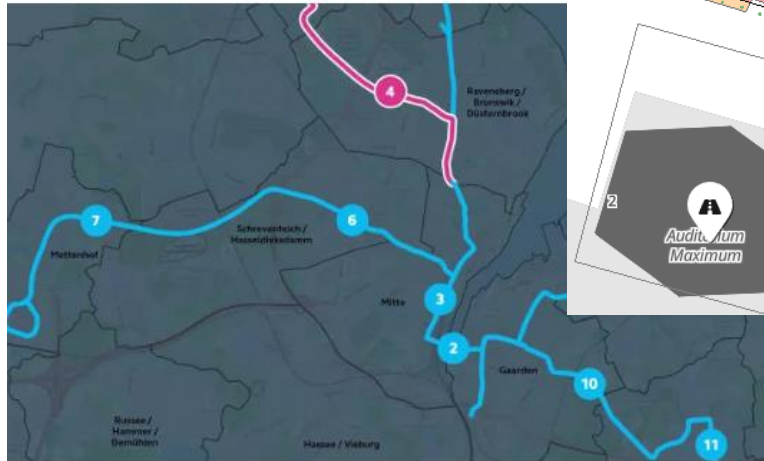 4
Ravensberg /
Brunswik /
Düsternbrook
7
6
Schreventeich /
Hasseldieksdamm
Mettenhof
3
Mitte
2
Gaarden
10
11
Russee /
Hammer /
Demühlen
Hassee / Vieburg
2
Auditorium
Maximum